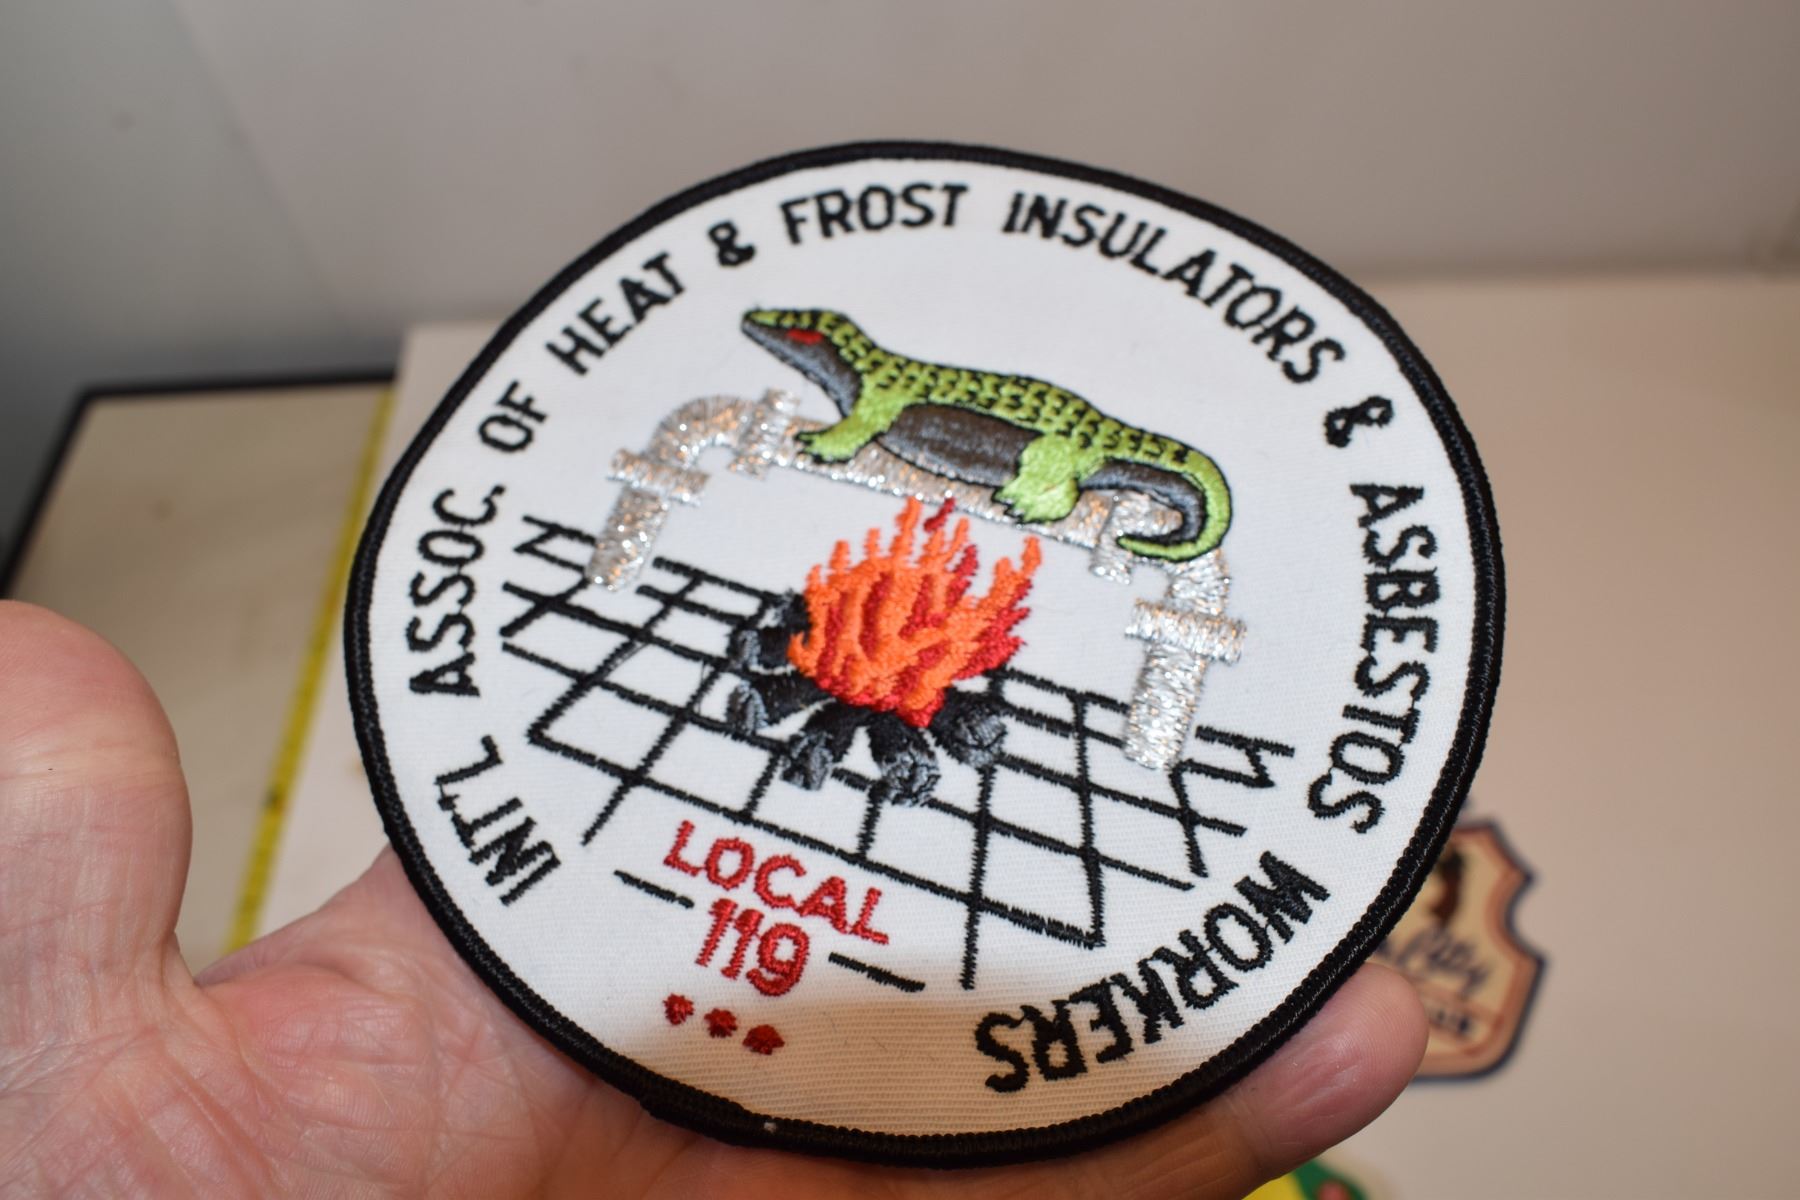 INT'L ASSOC. OF HEAT & FROST INSULATORS & ASBESTOS WORKERS
LOCAL
119